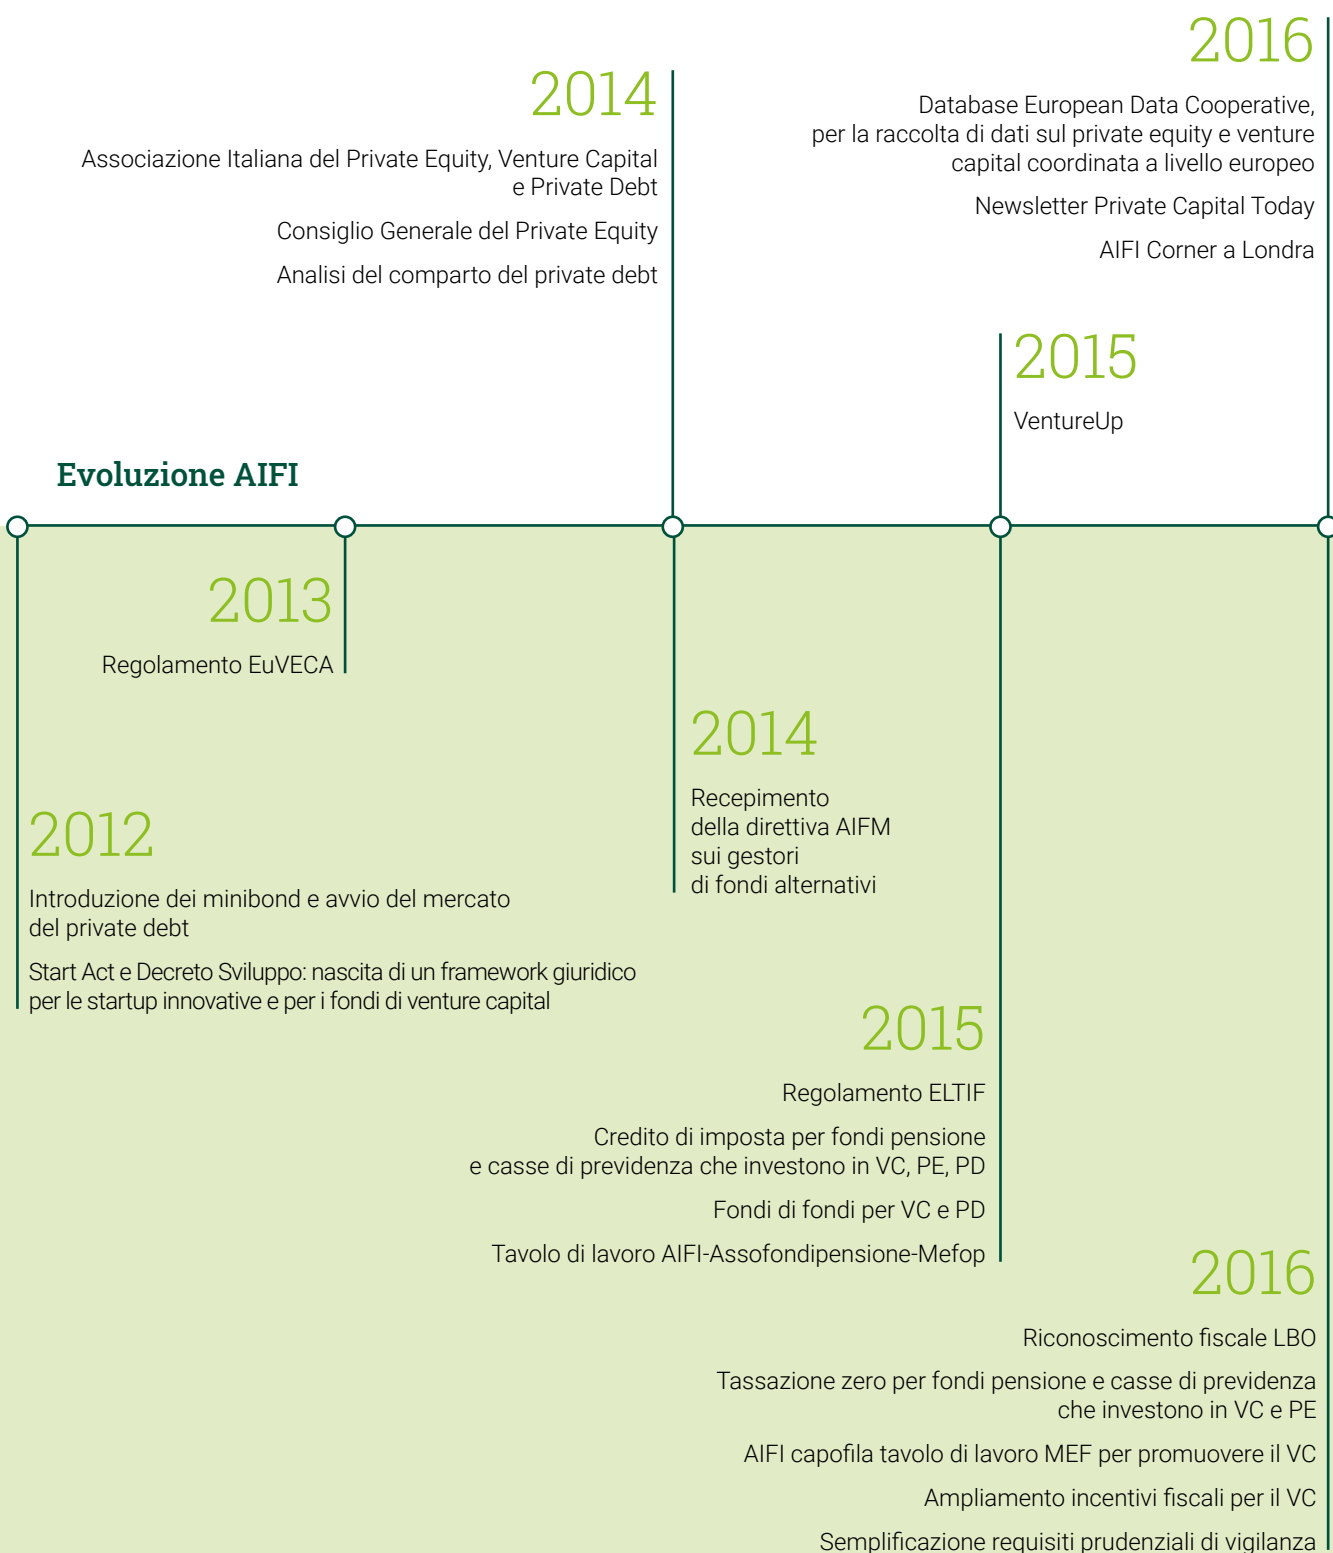 2014
Associazione Italiana del Private Equity, Venture Capital
e Private Debt
Consiglio Generale del Private Equity
Analisi del comparto del private debt
2016
Database European Data Cooperative,
per la raccolta di dati sul private equity e venture
capital coordinata a livello europeo
Newsletter Private Capital Today
AIFI Corner a Londra
2015
VentureUp
Evoluzione AIFI
2013
Regolamento EuVECA
2012
Introduzione dei minibond e avvio del mercato
del private debt
Start Act e Decreto Sviluppo: nascita di un framework giuridico
per le startup innovative e per i fondi di venture capital
2014
Recepimento
della direttiva AIFM
sui gestori
di fondi alternativi
2015
Regolamento ELTIF
Credito di imposta per fondi pensione
e casse di previdenza che investono in VC, PE, PD
Fondi di fondi per VC e PD
Tavolo di lavoro AIFI-Assofondipensione-Mefop
2016
Riconoscimento fiscale LBO
Tassazione zero per fondi pensione e casse di previdenza
che investono in VC e PE
AIFI capofila tavolo di lavoro MEF per promuovere il VC
Ampliamento incentivi fiscali per il VC
Semplificazione requisiti prudenziali di vigilanza